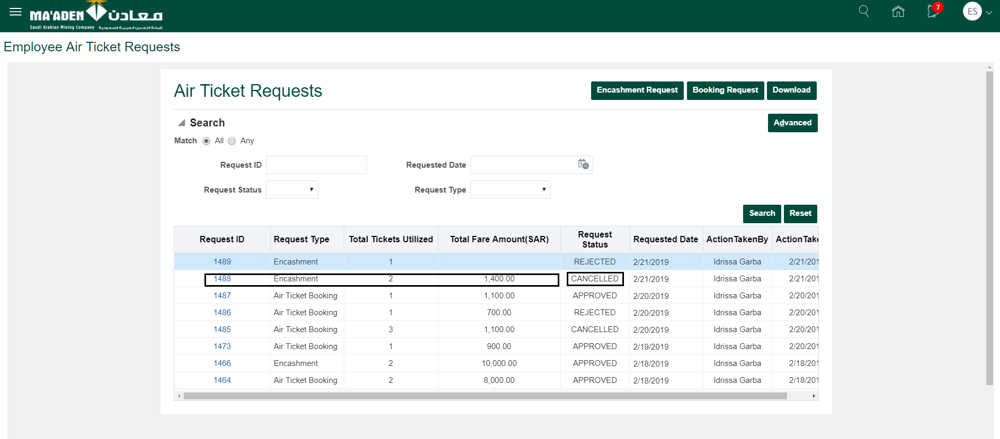 MA'ADEN معادن
Saudi Arabian Mining Company شركة التعدين العربية السعودية
7
ES
Employee Air Ticket Requests
Air Ticket Requests
Encashment Request Booking Request Download
Search
Advanced
Match All Any
Request ID Requested Date
Request Status Request Type
Search Reset
Request ID Request Type Total Tickets Utilized Total Fare Amount(SAR) Request Status Requested Date ActionTakenBy ActionTake
1489 Encashment 1 REJECTED 2/21/2019 Idrissa Garba 2/21/201
1488 Encashment 2 1,400.00 CANCELLED 2/21/2019 Idrissa Garba 2/21/201
1487 Air Ticket Booking 1 1,100.00 APPROVED 2/20/2019 Idrissa Garba 2/20/201
1486 Air Ticket Booking 1 700.00 REJECTED 2/20/2019 Idrissa Garba 2/20/201
1485 Air Ticket Booking 3 1,100.00 CANCELLED 2/20/2019 Idrissa Garba 2/20/201
1473 Air Ticket Booking 1 900.00 APPROVED 2/19/2019 Idrissa Garba 2/20/201
1466 Encashment 2 10,000.00 APPROVED 2/18/2019 Idrissa Garba 2/18/201
1464 Air Ticket Booking 2 8,000.00 APPROVED 2/18/2019 Idrissa Garba 2/18/201